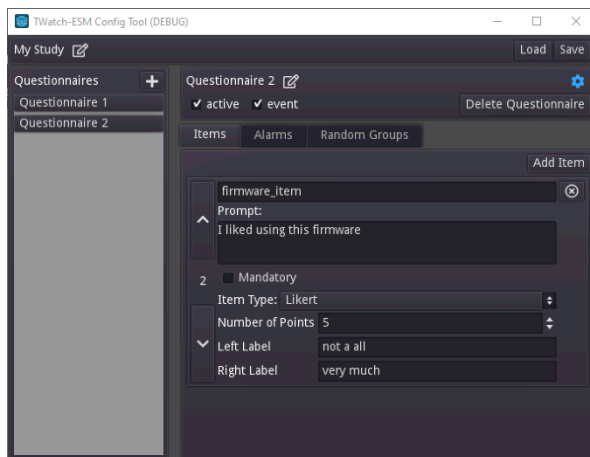 TWatch-ESM Config Tool (DEBUG)
My Study Load Save
Questionnaires +
Questionnaire 1
Questionnaire 2
Questionnaire 2
active event Delete Questionnaire
Items Alarms Random Groups
Add Item
firmware_item
Prompt:
I liked using this firmware
2 Mandatory
Item Type: Likert
Number of Points 5
Left Label not a all
Right Label very much